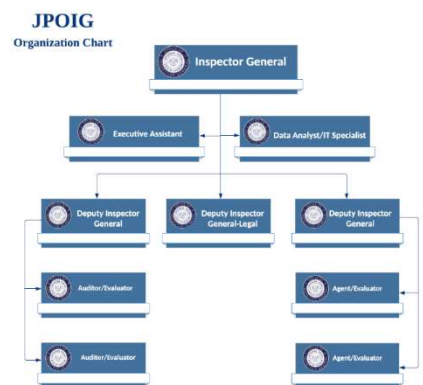 JPOIG
Organization Chart
Inspector General
Executive Assistant
Data Analyst/IT Specialist
Deputy Inspector
General
Deputy Inspector
General-Legal
Deputy Inspector
General
Auditor/Evaluator
Agent/Evaluator
Auditor/Evaluator
Agent/Evaluator